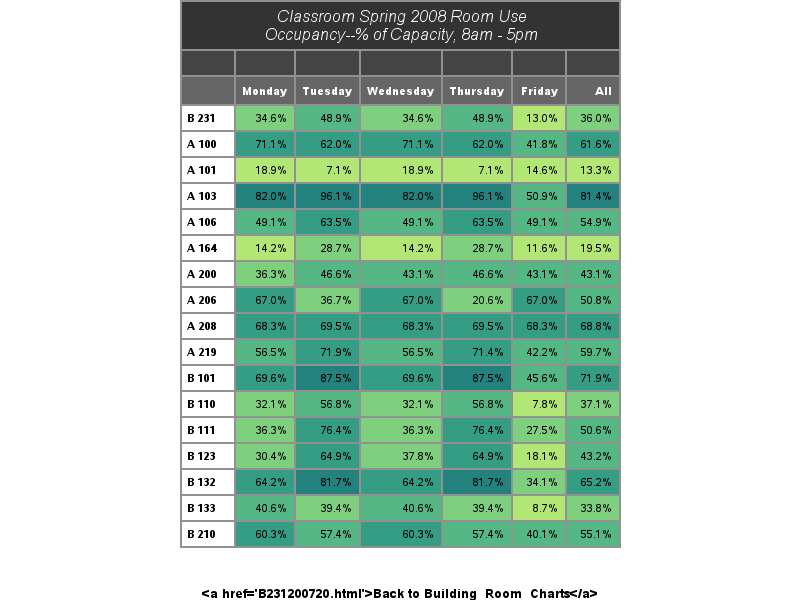 Classroom Spring 2008 Room Use
Occupancy--% of Capacity, 8am - 5pm
Monday Tuesday Wednesday Thursday Friday All
B 231 34.6% 48.9% 34.6% 48.9% 13.0% 36.0%
A 100 71.1% 62.0% 71.1% 62.0% 41.8% 61.6%
A 101 18.9% 7.1% 18.9% 7.1% 14.6% 13.3%
A 103 82.0% 96.1% 82.0% 96.1% 50.9% 81.4%
A 106 49.1% 63.5% 49.1% 63.5% 49.1% 54.9%
A 164 14.2% 28.7% 14.2% 28.7% 11.6% 19.5%
A 200 36.3% 46.6% 43.1% 46.6% 43.1% 43.1%
A 206 67.0% 36.7% 67.0% 20.6% 67.0% 50.8%
A 208 68.3% 69.5% 68.3% 69.5% 68.3% 68.8%
A 219 56.5% 71.9% 56.5% 71.4% 42.2% 59.7%
B 101 69.6% 87.5% 69.6% 87.5% 45.6% 71.9%
B 110 32.1% 56.8% 32.1% 56.8% 7.8% 37.1%
B 111 36.3% 76.4% 36.3% 76.4% 27.5% 50.6%
B 123 30.4% 64.9% 37.8% 64.9% 18.1% 43.2%
B 132 64.2% 81.7% 64.2% 81.7% 34.1% 65.2%
B 133 40.6% 39.4% 40.6% 39.4% 8.7% 33.8%
B 210 60.3% 57.4% 60.3% 57.4% 40.1% 55.1%
<a href='B231200720.html'>Back to Building_Room_Charts</a>